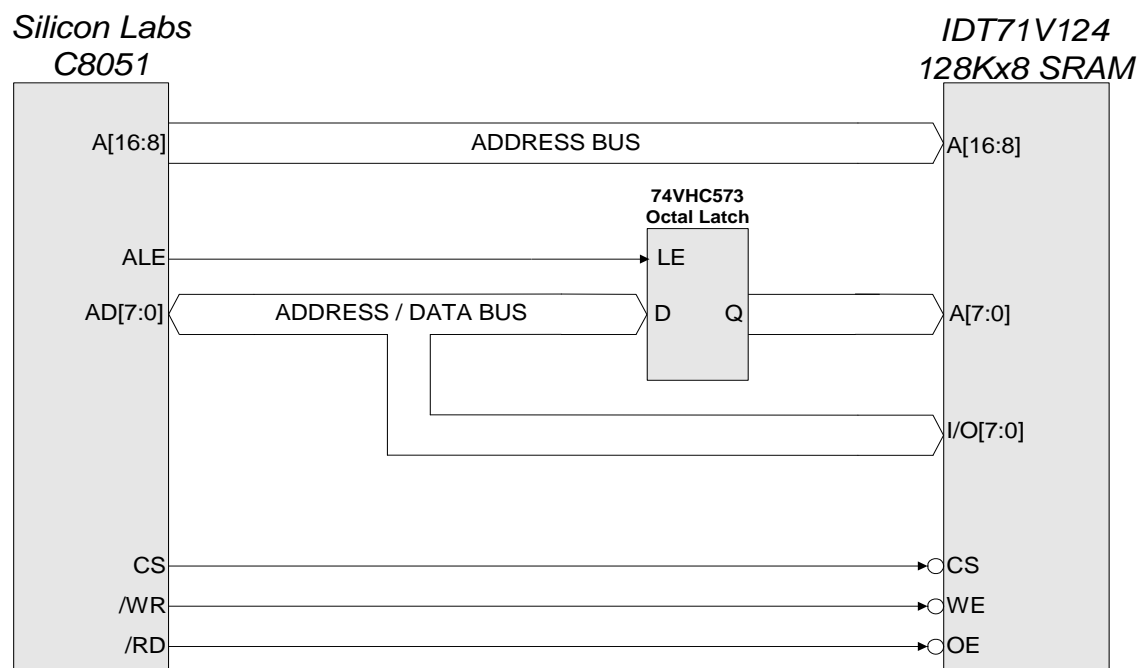 Silicon Labs
C8051
IDT71V124
128Kx8 SRAM
A[16:8]
ADDRESS BUS
A[16:8]
74VHC573
Octal Latch
ALE
LE
AD[7:0]
ADDRESS / DATA BUS
D
Q
A[7:0]
I/O[7:0]
CS
CS
/WR
WE
/RD
OE